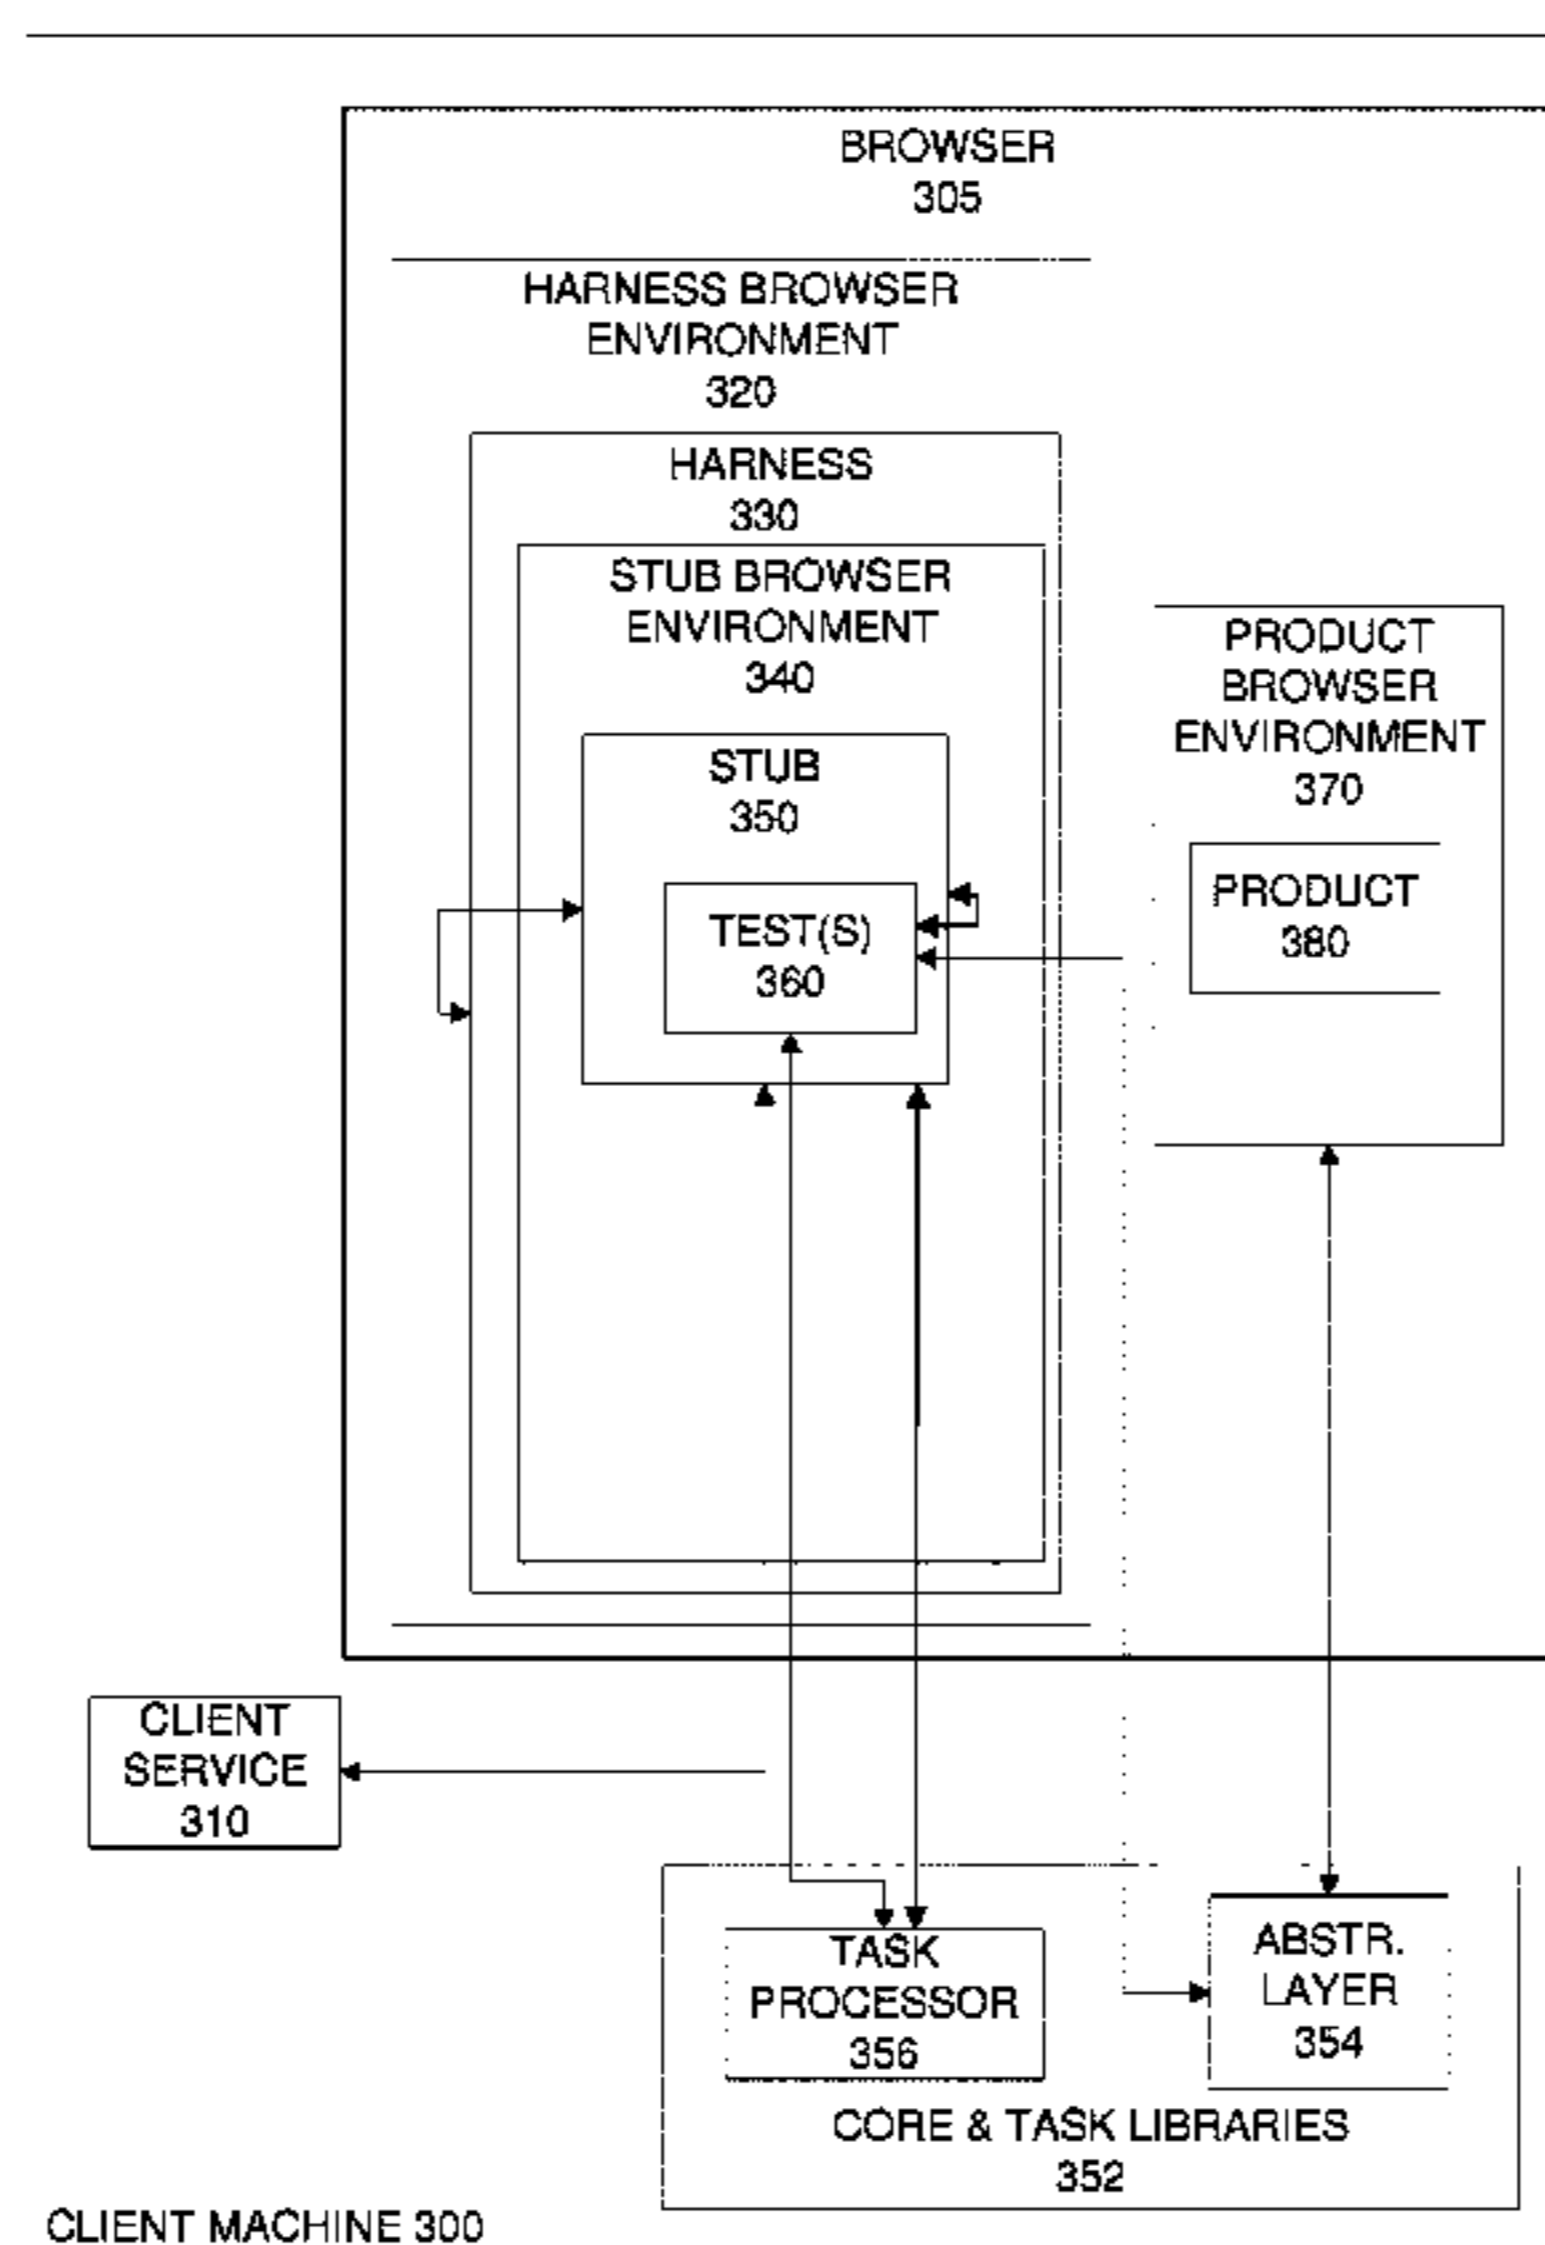 BROWSER
305
HARNESS BROWSER
ENVIRONMENT
320
HARNESS
330
STUB BROWSER
ENVIRONMENT
340
PRODUCT
BROWSER
ENVIRONMENT
370
STUB
350
PRODUCT
380
TEST(S)
360
CLIENT
SERVICE
310
TASK
PROCESSOR
356
ABSTR.
LAYER
354
CORE & TASK LIBRARIES
352
CLIENT MACHINE 300